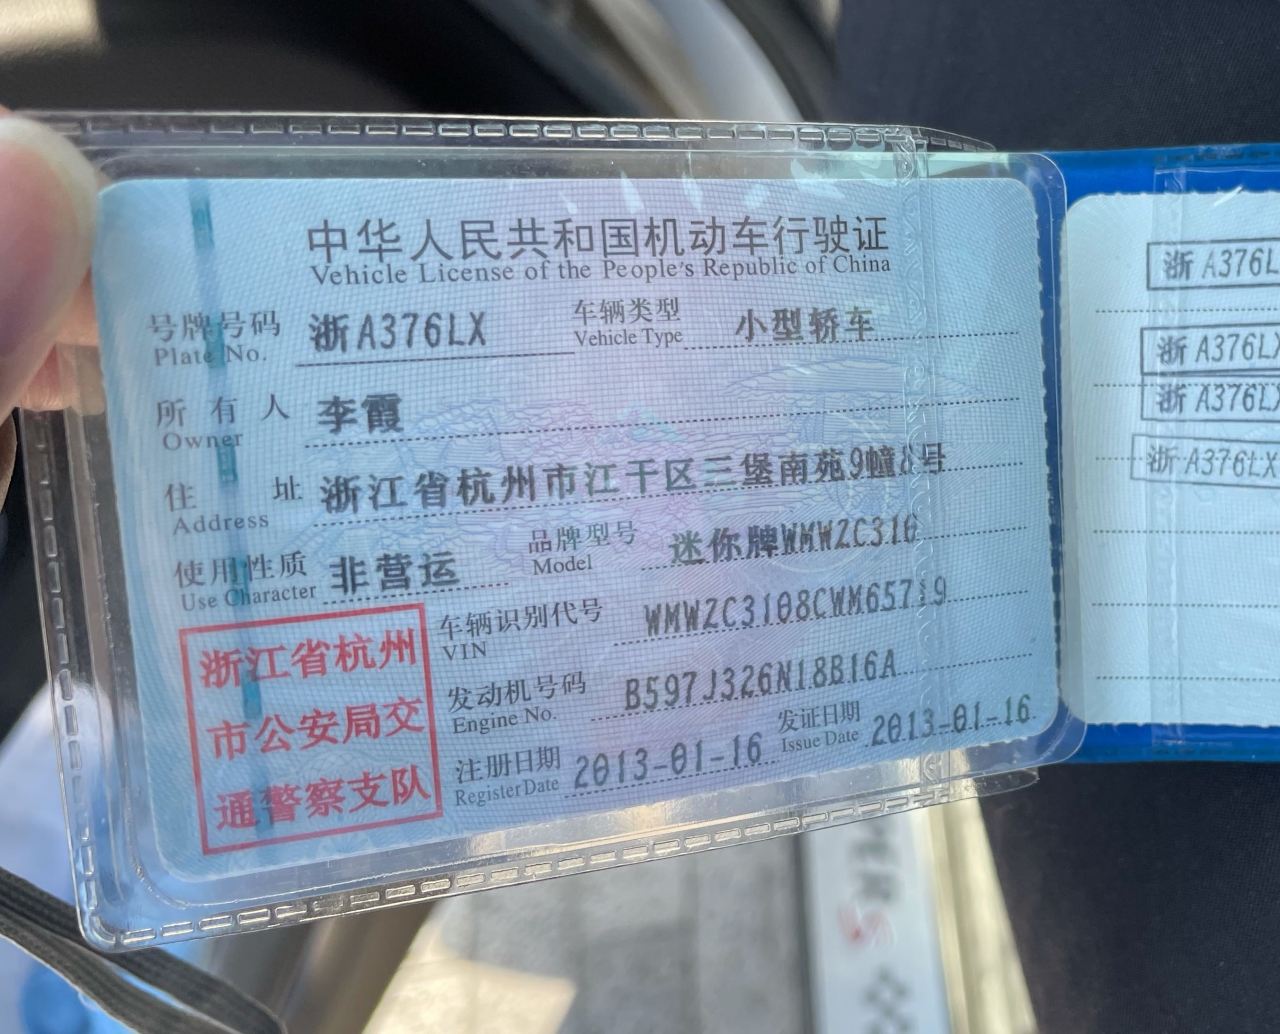 中华人民共和国机动车行驶证
Vehicle License of the People's Republic of China
号牌号码 浙A376LX 车辆类型 小型轿车
Plate No. Vehicle Type
所有人 李霞
Owner
住址 浙江省杭州市江干区三堡南苑9幢8号
Address
使用性质 非营运 品牌型号 迷你牌WMWZC310
Use Character Model
车辆识别代号
VIN
发动机号码 B597J326N18B16A
Engine No.
注册日期 2013-01-16 发证日期 2013-01-16
Register Date Issue Date
浙江省杭州
市公安局交
通警察支队
浙A376L
浙A376LX
浙A376LX
浙A376LX